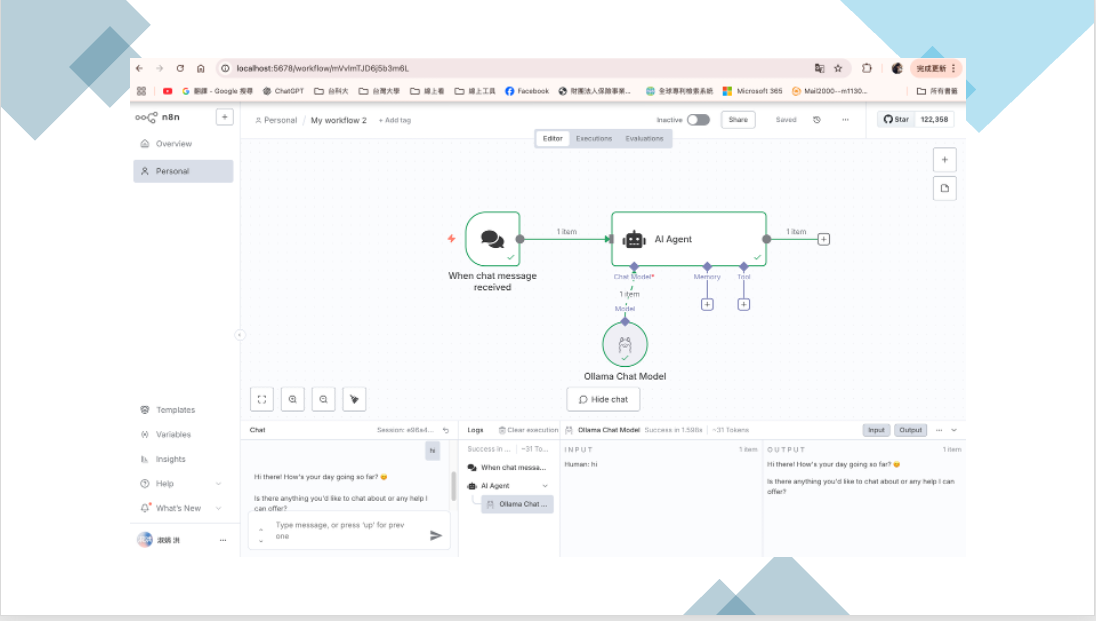 localhost:5678/workflow/mVvlmTJD6j5b3m6L
完成更新
翻譯 - Google 搜尋 ChatGPT 台科大 台灣大學 線上看 線上工具 Facebook 財團法人保險事業... 全球專利檢索系統 Microsoft 365 Mail2000--m1130... 所有書籤
n8n
Personal / My workflow 2 + Add tag
Inactive Share Saved ... Star 122,358
Editor Executions Evaluations
Overview
Personal
1 item
AI Agent
1 item
When chat message
received
Chat Model* Memory Tool
1 item
Model
Ollama Chat Model
Hide chat
Templates
Variables
Insights
Help
What's New
Chat
Session: e96a4...
hi
Hi there! How's your day going so far? 😊
Is there anything you'd like to chat about or any help I
can offer?
Type message, or press 'up' for prev
one
Logs Clear execution
Success in ... | ~31 To...
When chat messa...
AI Agent
Ollama Chat ...
Ollama Chat Model Success in 1.598s | ~31 Tokens
Input Output ...
INPUT 1 item
Human: hi
OUTPUT 1 item
Hi there! How's your day going so far? 😊
Is there anything you'd like to chat about or any help I can
offer?